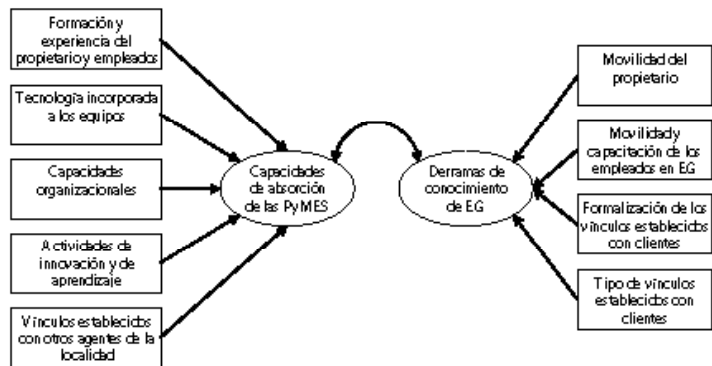 Formación y
experiencia del
propietario y empleados
Tecnología incorporada
a los equipos
Capacidades
organizacionales
Actividades de
innovación y de
aprendizaje
Vínculos establecidos
con otros agentes de la
localidad
Capacidades
de absorción
de las PyMES
Derramas de
conocimiento
de EG
Movilidad del
propietario
Movilidad y
capacitación de los
empleados en EG
Formalización de los
vínculos establecidos
con clientes
Tipo de vínculos
establecidos con
clientes